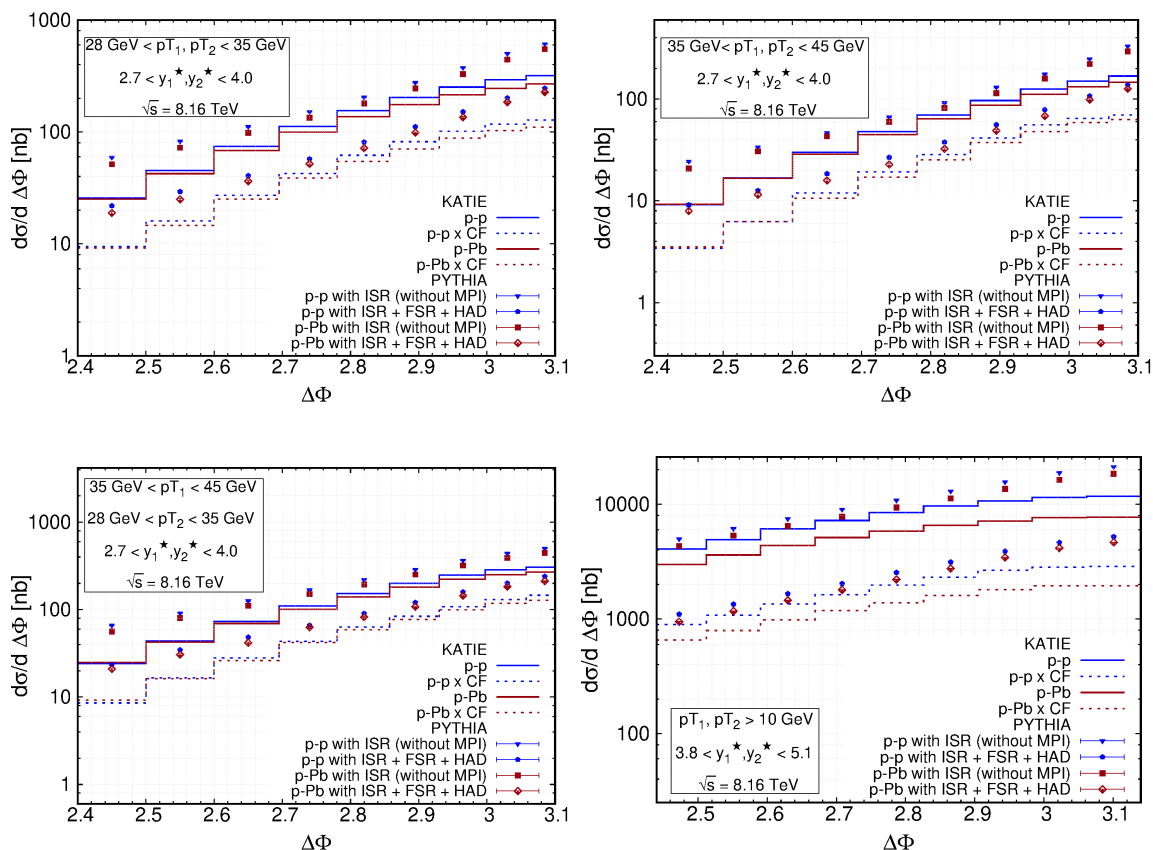 1000
100
10
1
dσ/d ΔΦ [nb]
28 GeV < pT₁, pT₂ < 35 GeV
2.7 < y₁★,y₂★ < 4.0
√s = 8.16 TeV
KATIE
p-p
p-p x CF
p-Pb
p-Pb x CF
PYTHIA
p-p with ISR (without MPI)
p-p with ISR + FSR + HAD
p-Pb with ISR (without MPI)
p-Pb with ISR + FSR + HAD
2.4 2.5 2.6 2.7 2.8 2.9 3 3.1
ΔΦ
100
10
1
dσ/d ΔΦ [nb]
35 GeV< pT₁, pT₂ < 45 GeV
2.7 < y₁★,y₂★ < 4.0
√s = 8.16 TeV
KATIE
p-p
p-p x CF
p-Pb
p-Pb x CF
PYTHIA
p-p with ISR (without MPI)
p-p with ISR + FSR + HAD
p-Pb with ISR (without MPI)
p-Pb with ISR + FSR + HAD
2.4 2.5 2.6 2.7 2.8 2.9 3 3.1
ΔΦ
1000
100
10
1
dσ/d ΔΦ [nb]
35 GeV < pT₁ < 45 GeV
28 GeV < pT₂ < 35 GeV
2.7 < y₁★,y₂★ < 4.0
√s = 8.16 TeV
KATIE
p-p
p-p x CF
p-Pb
p-Pb x CF
PYTHIA
p-p with ISR (without MPI)
p-p with ISR + FSR + HAD
p-Pb with ISR (without MPI)
p-Pb with ISR + FSR + HAD
2.4 2.5 2.6 2.7 2.8 2.9 3 3.1
ΔΦ
10000
1000
100
dσ/d ΔΦ [nb]
KATIE
p-p
p-p x CF
p-Pb
p-Pb x CF
PYTHIA
p-p with ISR (without MPI)
p-p with ISR + FSR + HAD
p-Pb with ISR (without MPI)
p-Pb with ISR + FSR + HAD
pT₁, pT₂ > 10 GeV
3.8 < y₁★,y₂★ < 5.1
√s = 8.16 TeV
2.5 2.6 2.7 2.8 2.9 3 3.1
ΔΦ